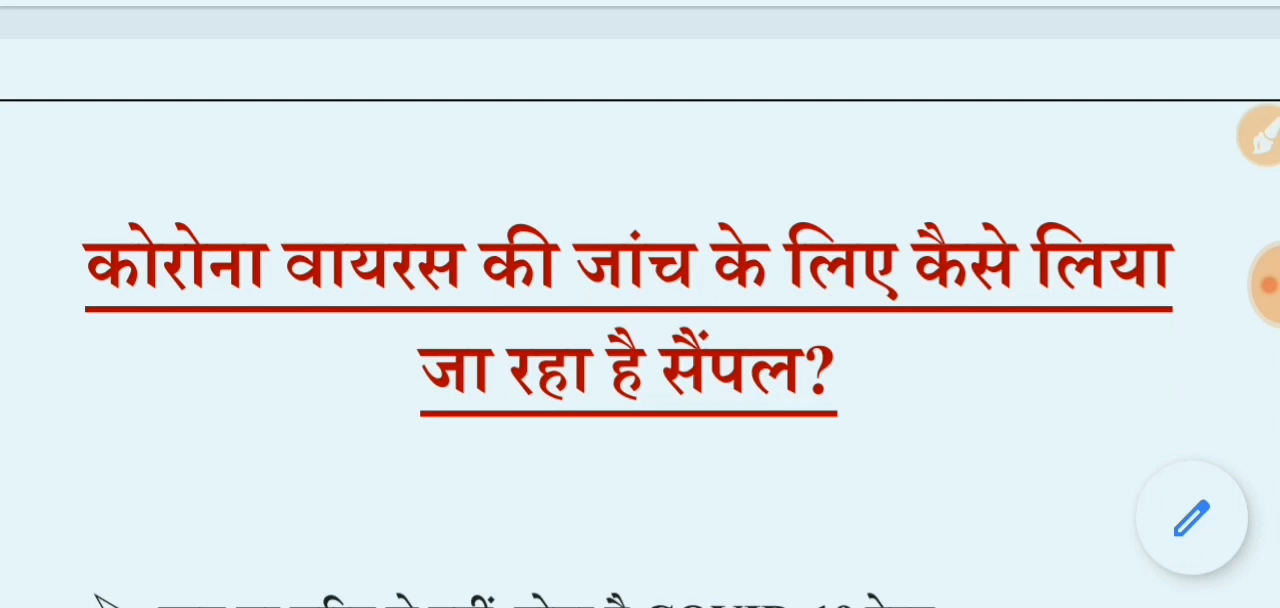 कोरोना वायरस की जांच के लिए कैसे लिया
जा रहा है सैंपल?